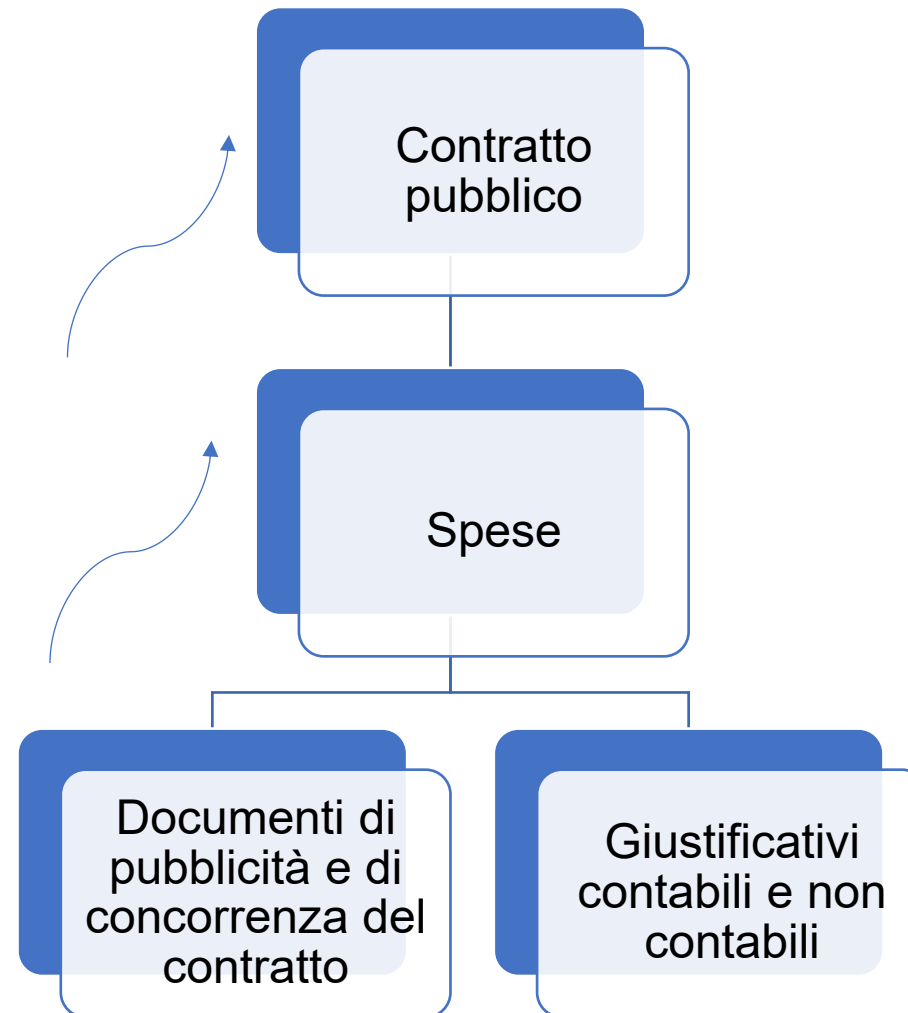 Contratto
pubblico
Spese
Documenti di
pubblicità e di
concorrenza del
contratto
Giustificativi
contabili e non
contabili